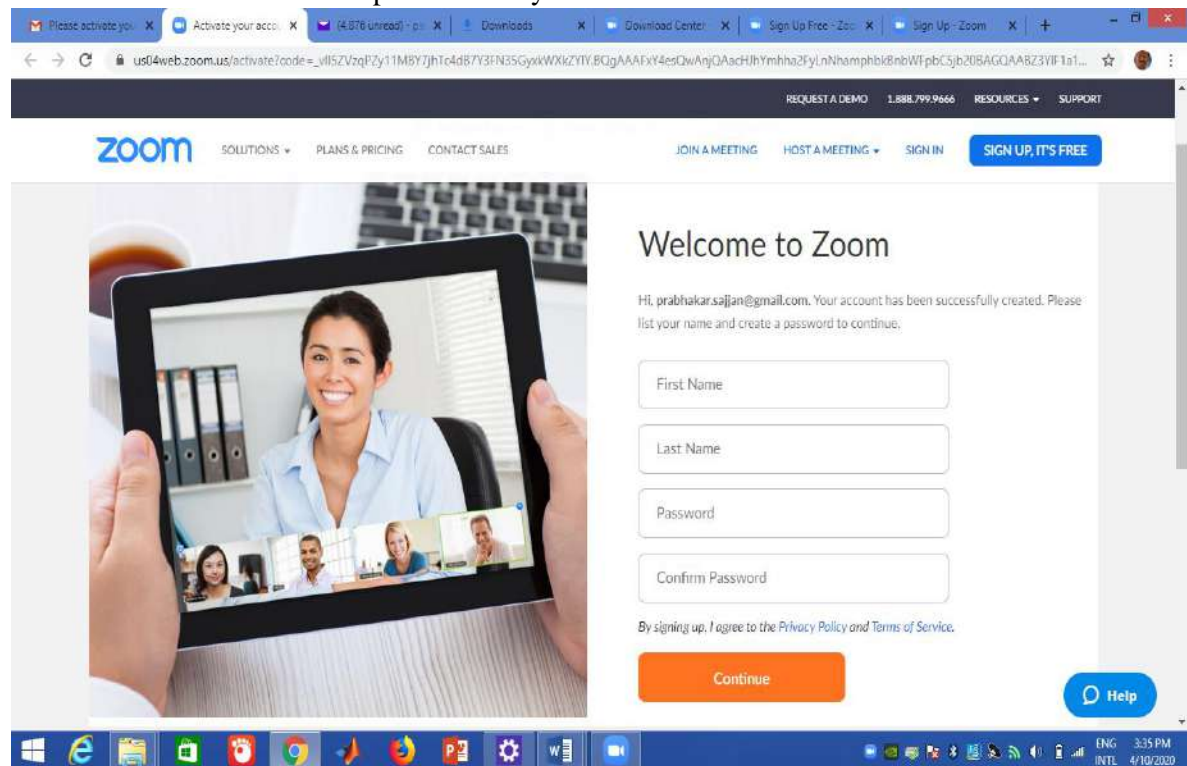 Please activate you
Activate your acco
(4,876 unread) - p
Downloads
Download Center
Sign Up Free - Zoo
Sign Up - Zoom
REQUEST A DEMO 1.888.799.9666 RESOURCES SUPPORT
zoom SOLUTIONS PLANS & PRICING CONTACT SALES JOIN A MEETING HOST A MEETING SIGN IN SIGN UP, IT'S FREE
Welcome to Zoom
Hi, prabhakar.sajjan@gmail.com. Your account has been successfully created. Please
list your name and create a password to continue.
First Name
Last Name
Password
Confirm Password
By signing up, I agree to the Privacy Policy and Terms of Service.
Continue
Help
ENG 3:35 PM
INTL 4/10/2020